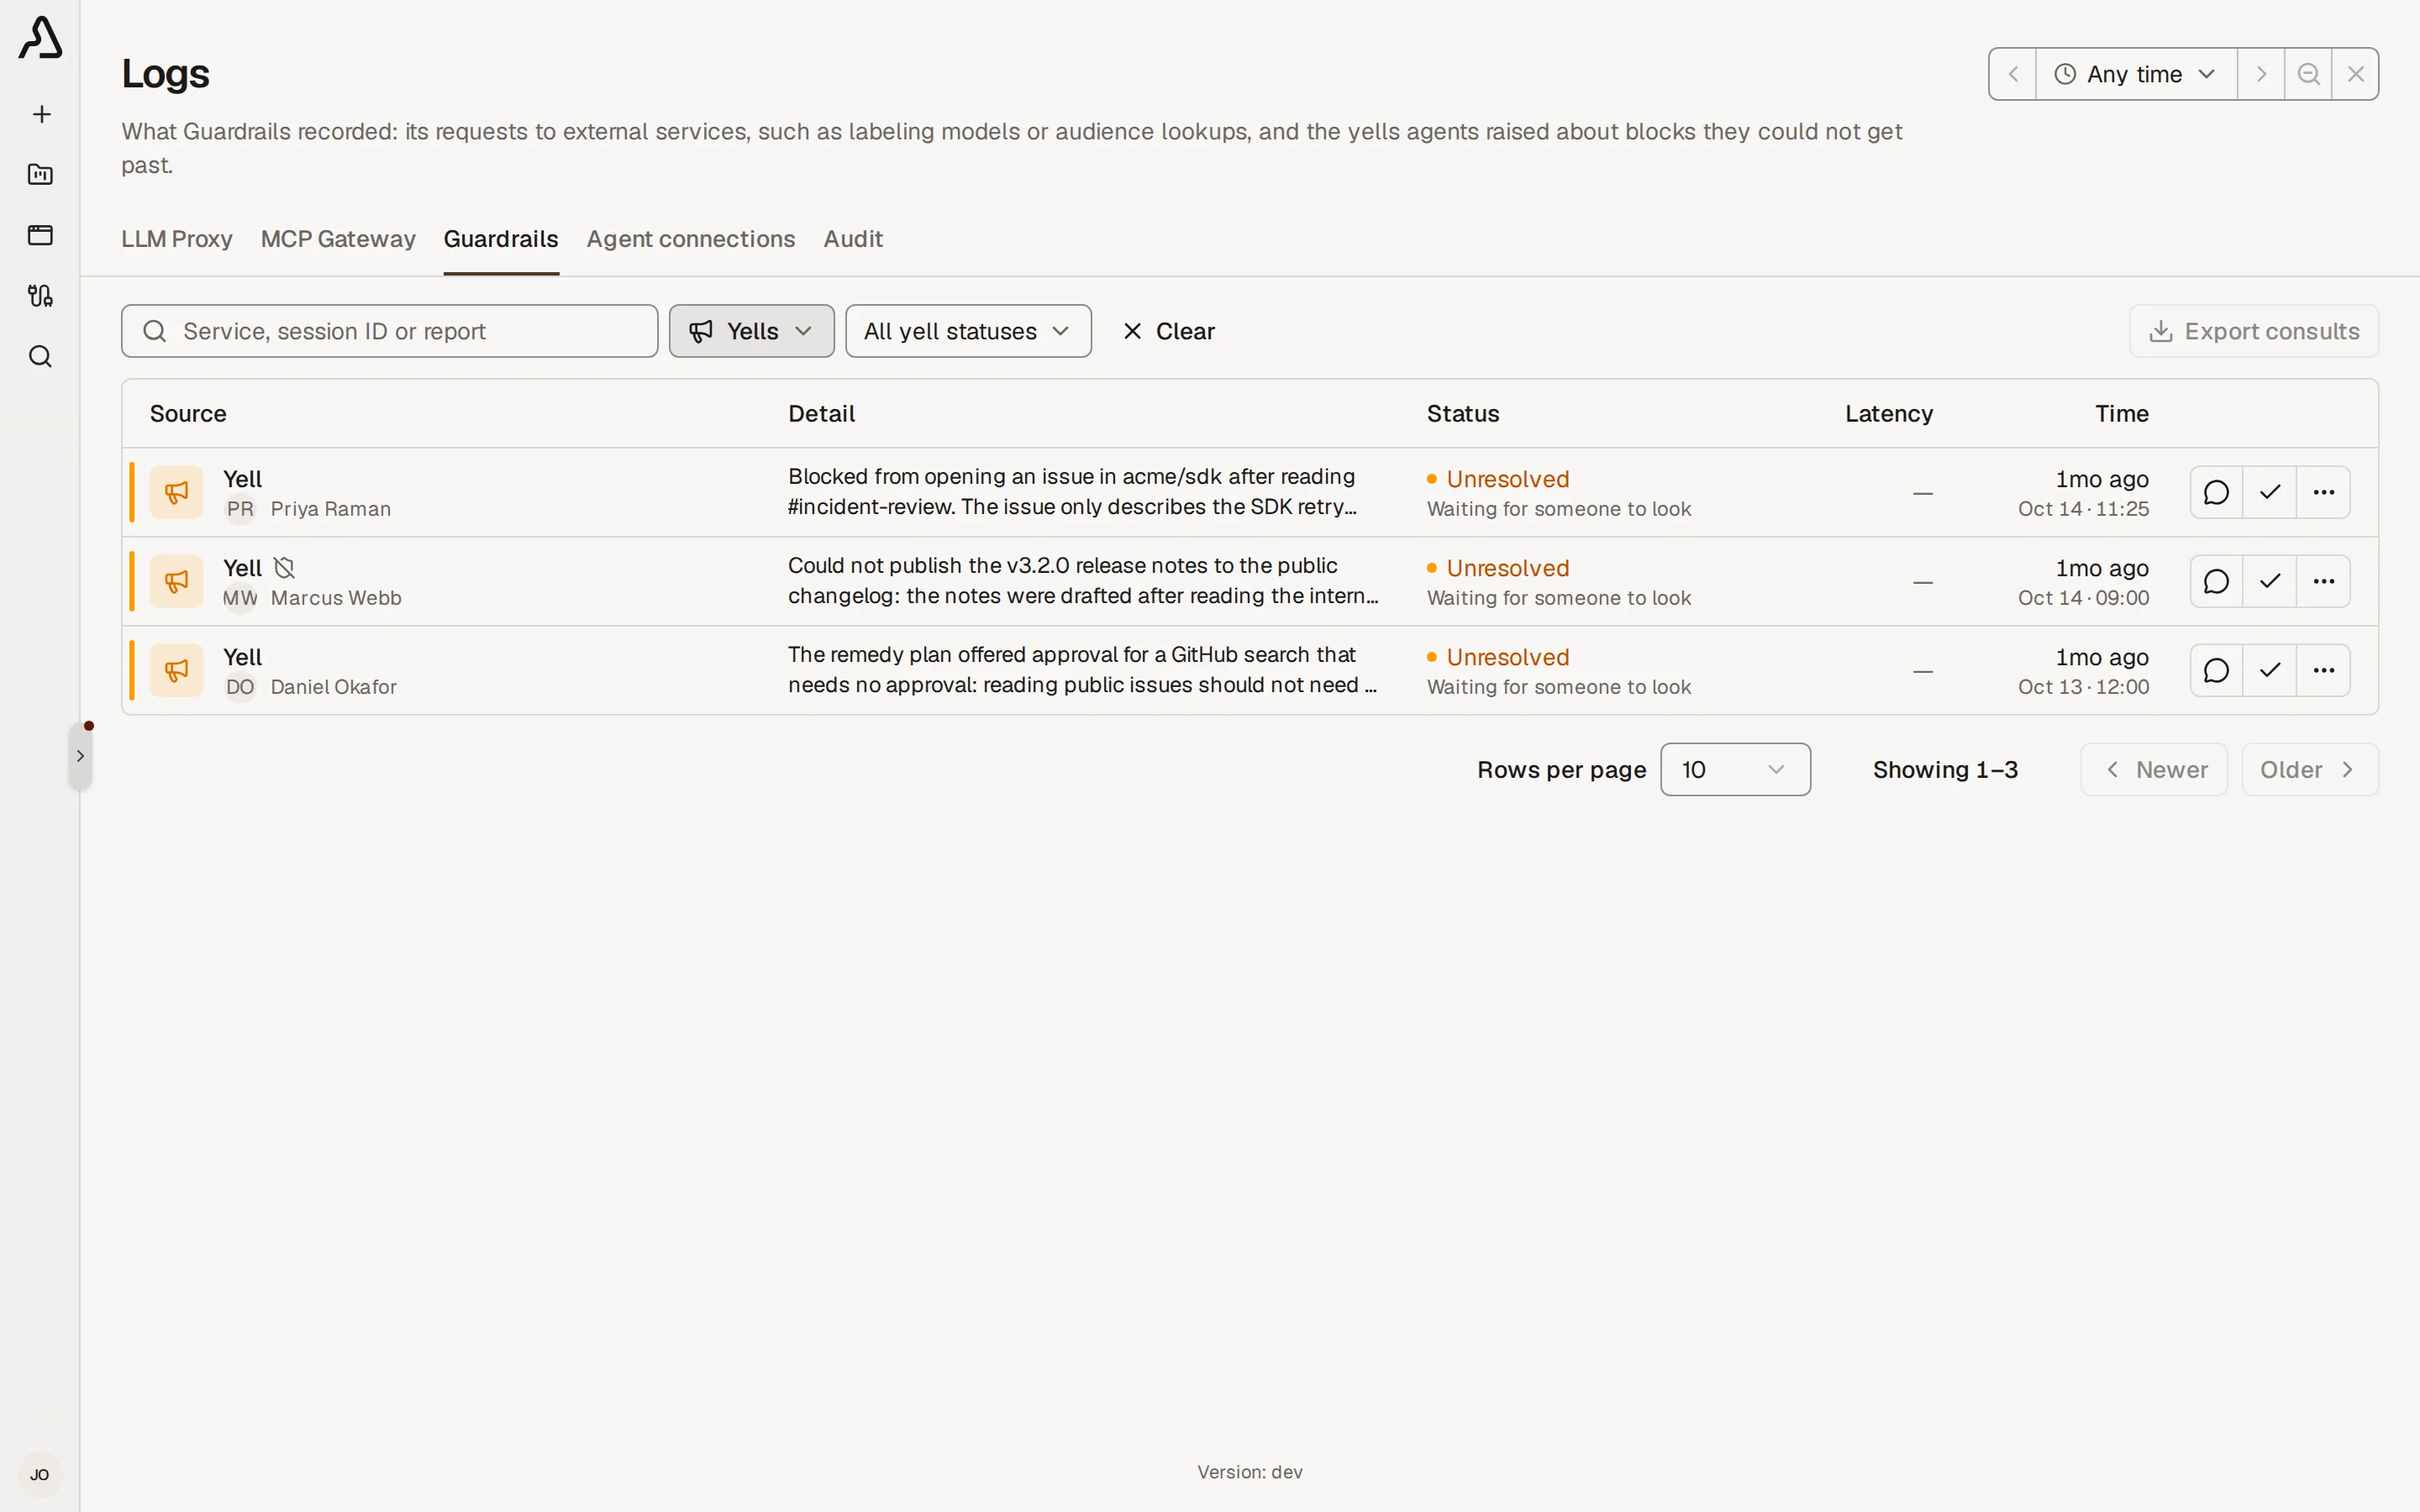 Logs
Any time
What Guardrails recorded: its requests to external services, such as labeling models or audience lookups, and the yells agents raised about blocks they could not get
past.
LLM Proxy
MCP Gateway
Guardrails
Agent connections
Audit
Service, session ID or report
Yells
All yell statuses
Clear
Export consults
Source
Detail
Status
Latency
Time
Yell
PR
Priya Raman
Blocked from opening an issue in acme/sdk after reading
#incident-review. The issue only describes the SDK retry…
Unresolved
Waiting for someone to look
—
1mo ago
Oct 14 · 11:25
Yell
MW
Marcus Webb
Could not publish the v3.2.0 release notes to the public
changelog: the notes were drafted after reading the intern…
Unresolved
Waiting for someone to look
—
1mo ago
Oct 14 · 09:00
Yell
DO
Daniel Okafor
The remedy plan offered approval for a GitHub search that
needs no approval: reading public issues should not need …
Unresolved
Waiting for someone to look
—
1mo ago
Oct 13 · 12:00
Rows per page
10
Showing 1–3
Newer
Older
JO
Version: dev